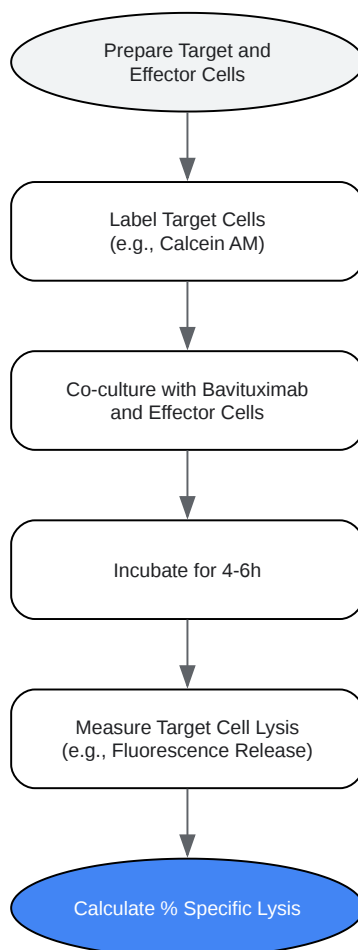 Prepare Target and
Effector Cells
Label Target Cells
(e.g., Calcein AM)
Co-culture with Bavituximab
and Effector Cells
Incubate for 4-6h
Measure Target Cell Lysis
(e.g., Fluorescence Release)
Calculate % Specific Lysis